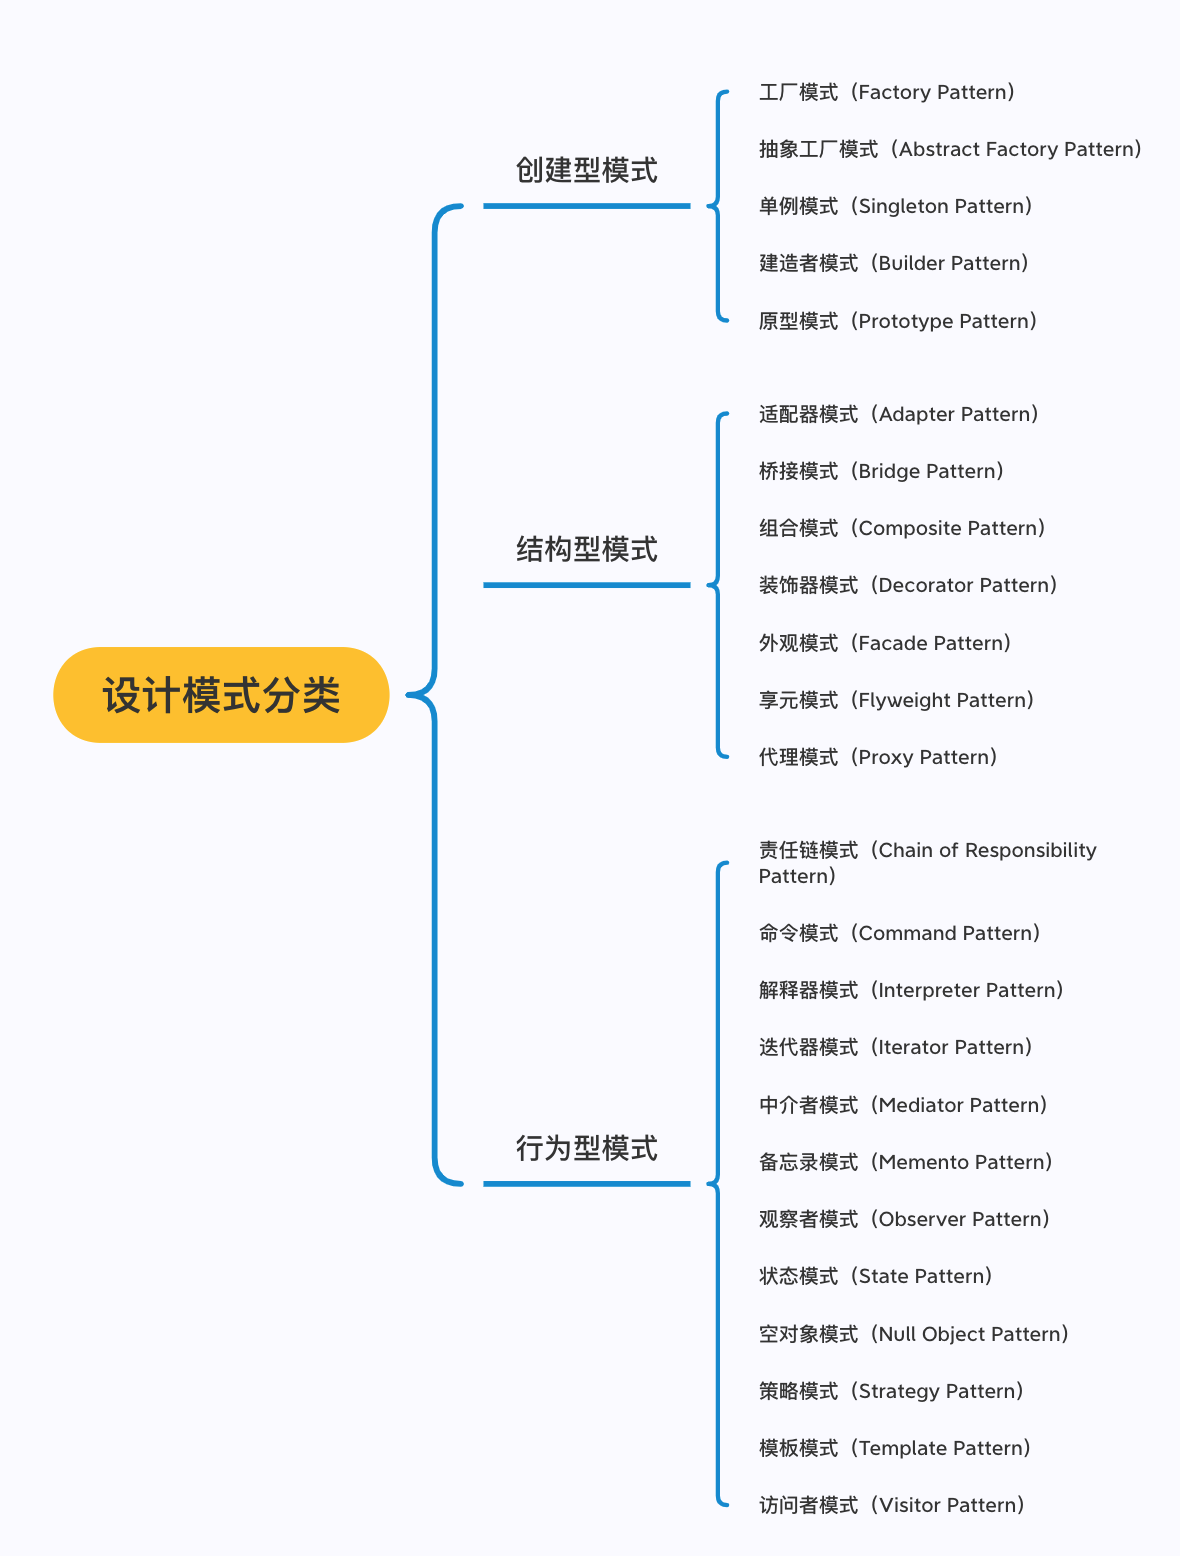 设计模式分类
创建型模式
工厂模式（Factory Pattern）
抽象工厂模式（Abstract Factory Pattern）
单例模式（Singleton Pattern）
建造者模式（Builder Pattern）
原型模式（Prototype Pattern）
结构型模式
适配器模式（Adapter Pattern）
桥接模式（Bridge Pattern）
组合模式（Composite Pattern）
装饰器模式（Decorator Pattern）
外观模式（Facade Pattern）
享元模式（Flyweight Pattern）
代理模式（Proxy Pattern）
行为型模式
责任链模式（Chain of Responsibility
Pattern）
命令模式（Command Pattern）
解释器模式（Interpreter Pattern）
迭代器模式（Iterator Pattern）
中介者模式（Mediator Pattern）
备忘录模式（Memento Pattern）
观察者模式（Observer Pattern）
状态模式（State Pattern）
空对象模式（Null Object Pattern）
策略模式（Strategy Pattern）
模板模式（Template Pattern）
访问者模式（Visitor Pattern）